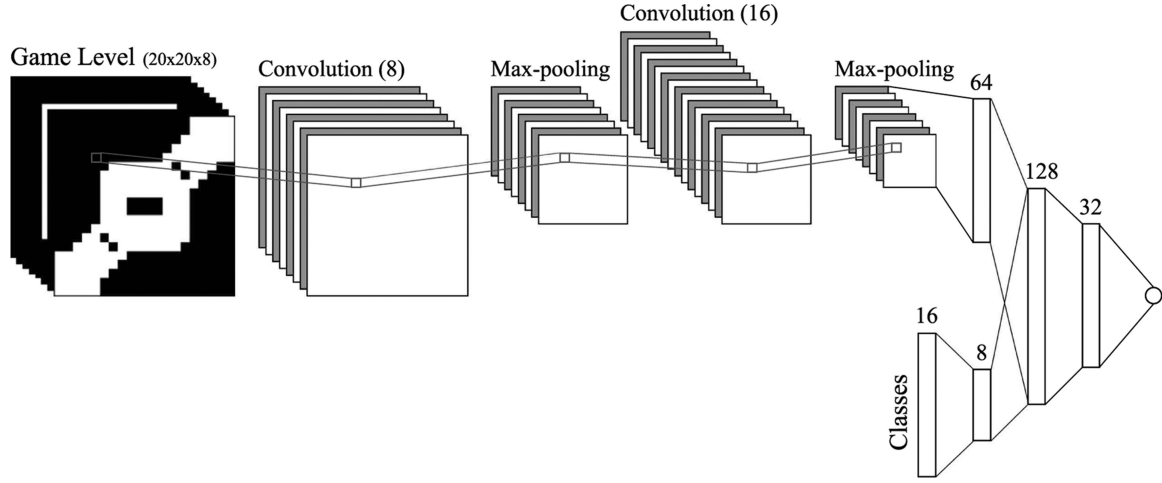 Game Level (20x20x8)
Convolution (8)
Max-pooling
Convolution (16)
Max-pooling
64
128
32
16
8
Classes